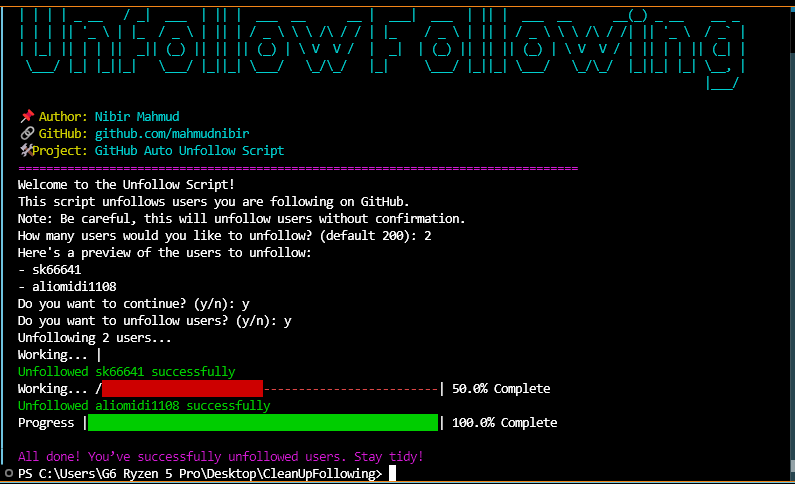 UnfollowFollowing
📌 Author: Nibir Mahmud
🔗 GitHub: github.com/mahmudnibir
🛠Project: GitHub Auto Unfollow Script
================================================================================
Welcome to the Unfollow Script!
This script unfollows users you are following on GitHub.
Note: Be careful, this will unfollow users without confirmation.
How many users would you like to unfollow? (default 200): 2
Here's a preview of the users to unfollow:
- sk66641
- aliomidi1108
Do you want to continue? (y/n): y
Do you want to unfollow users? (y/n): y
Unfollowing 2 users...
Working... |
Unfollowed sk66641 successfully
Working... /-------------------------| 50.0% Complete
Unfollowed aliomidi1108 successfully
Progress || 100.0% Complete
All done! You’ve successfully unfollowed users. Stay tidy!
PS C:\Users\G6 Ryzen 5 Pro\Desktop\CleanUpFollowing>